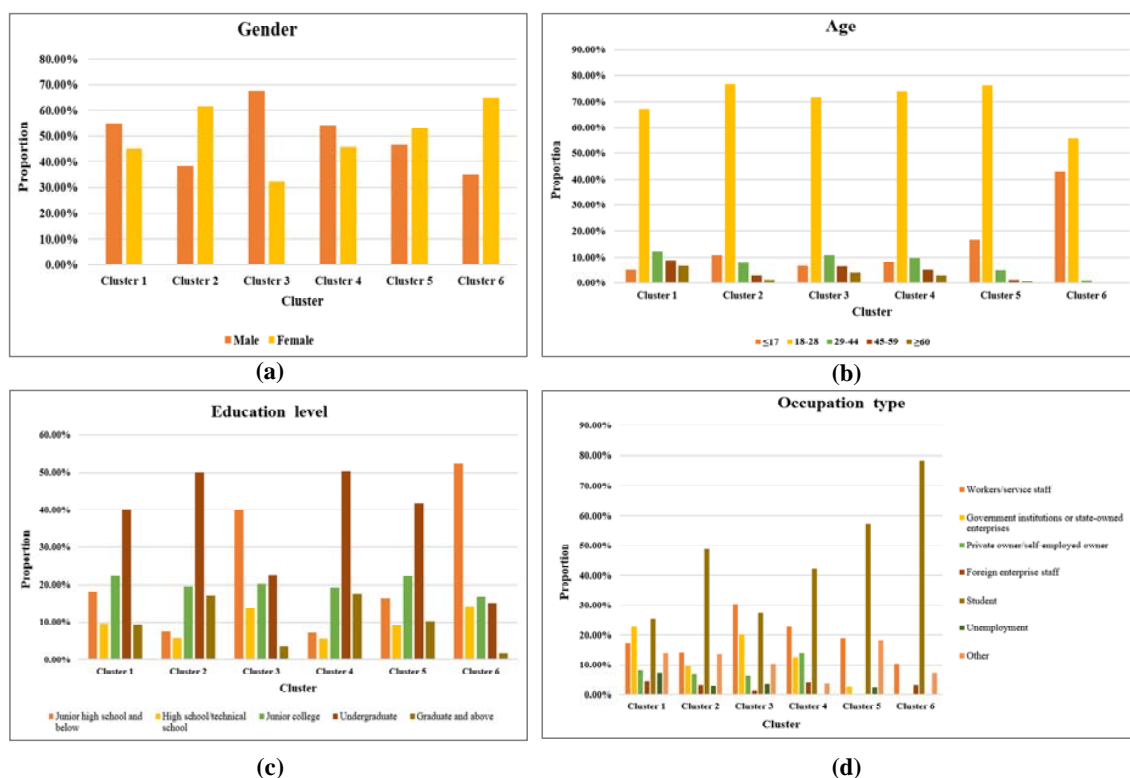 Gender
Proportion
80.00%
70.00%
60.00%
50.00%
40.00%
30.00%
20.00%
10.00%
0.00%
Cluster 1 Cluster 2 Cluster 3 Cluster 4 Cluster 5 Cluster 6
Cluster
Male Female
(a)
Age
Proportion
90.00%
80.00%
70.00%
60.00%
50.00%
40.00%
30.00%
20.00%
10.00%
0.00%
Cluster 1 Cluster 2 Cluster 3 Cluster 4 Cluster 5 Cluster 6
Cluster
≤17 18-28 29-44 45-59 ≥60
(b)
Education level
Proportion
60.00%
50.00%
40.00%
30.00%
20.00%
10.00%
0.00%
Cluster 1 Cluster 2 Cluster 3 Cluster 4 Cluster 5 Cluster 6
Cluster
Junior high school and
below
High school/technical
school
Junior college
Undergraduate
Graduate and above
(c)
Occupation type
Proportion
90.00%
80.00%
70.00%
60.00%
50.00%
40.00%
30.00%
20.00%
10.00%
0.00%
Cluster 1 Cluster 2 Cluster 3 Cluster 4 Cluster 5 Cluster 6
Cluster
Workers/service staff
Government institutions or state-owned
enterprises
Private owner/self-employed owner
Foreign enterprise staff
Student
Unemployment
Other
(d)